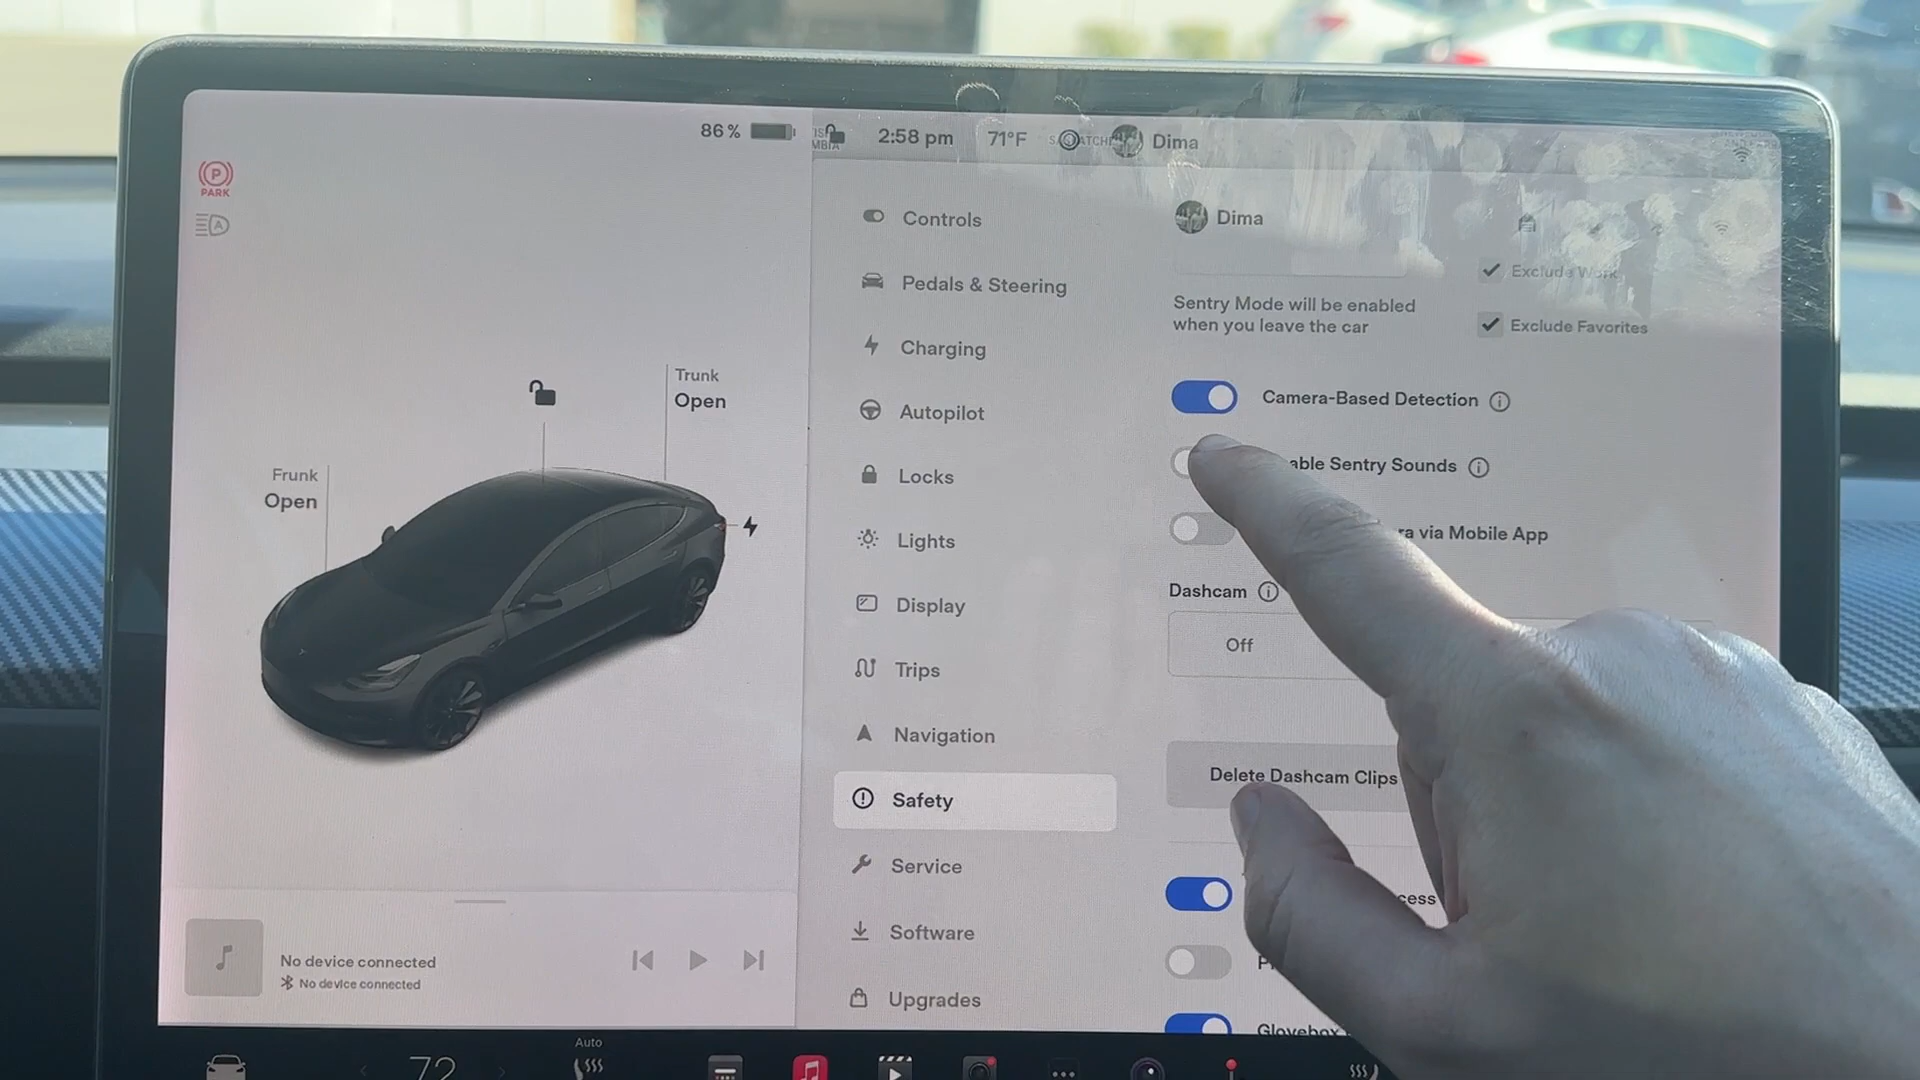 86 %
2:58 pm
71°F
Dima
PARK
Controls
Pedals & Steering
Charging
Autopilot
Locks
Lights
Display
Trips
Navigation
Safety
Service
Software
Upgrades
Dima
Exclude Work
Sentry Mode will be enabled
when you leave the car
Exclude Favorites
Camera-Based Detection
able Sentry Sounds
ra via Mobile App
Dashcam
Off
Delete Dashcam Clips
cess
Glovebox
Trunk
Open
Frunk
Open
No device connected
No device connected
Auto
72